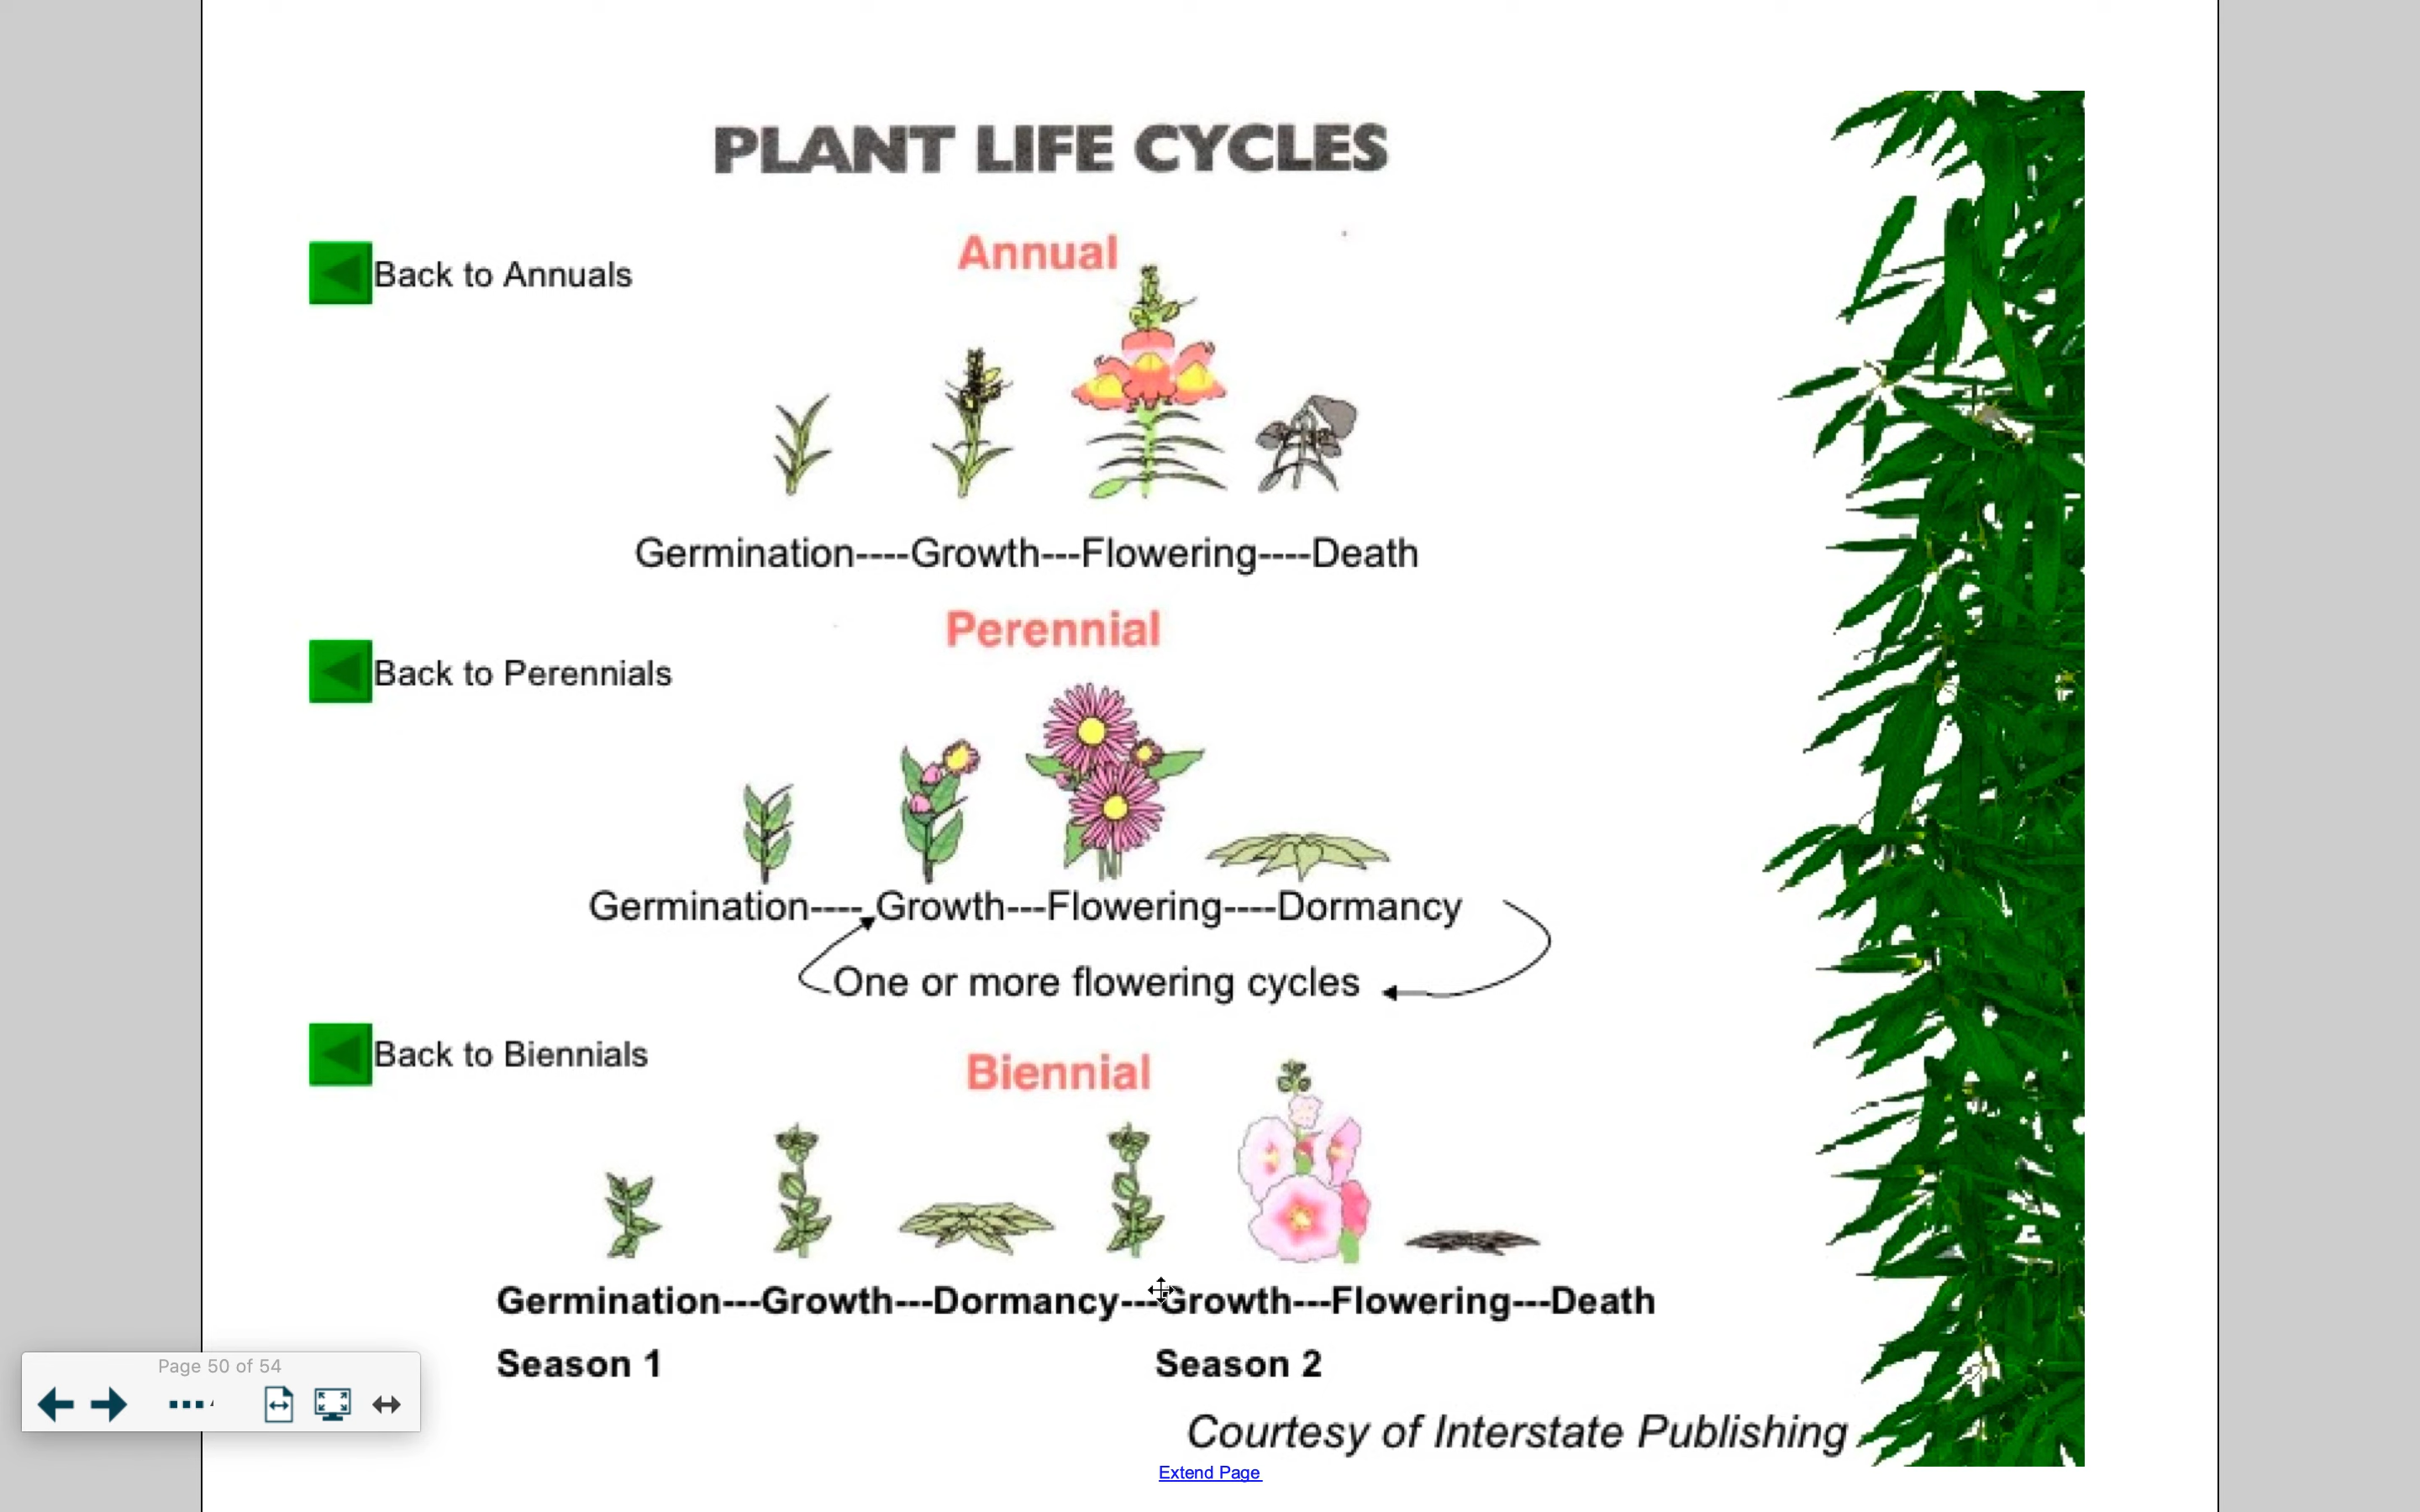 PLANT LIFE CYCLES
Annual
Back to Annuals
Germination----Growth---Flowering----Death
Perennial
Back to Perennials
Germination---- Growth---Flowering----Dormancy
One or more flowering cycles
Back to Biennials
Biennial
Germination---Growth---Dormancy---Growth---Flowering---Death
Season 1 Season 2
Page 50 of 54
Courtesy of Interstate Publishing
Extend Page